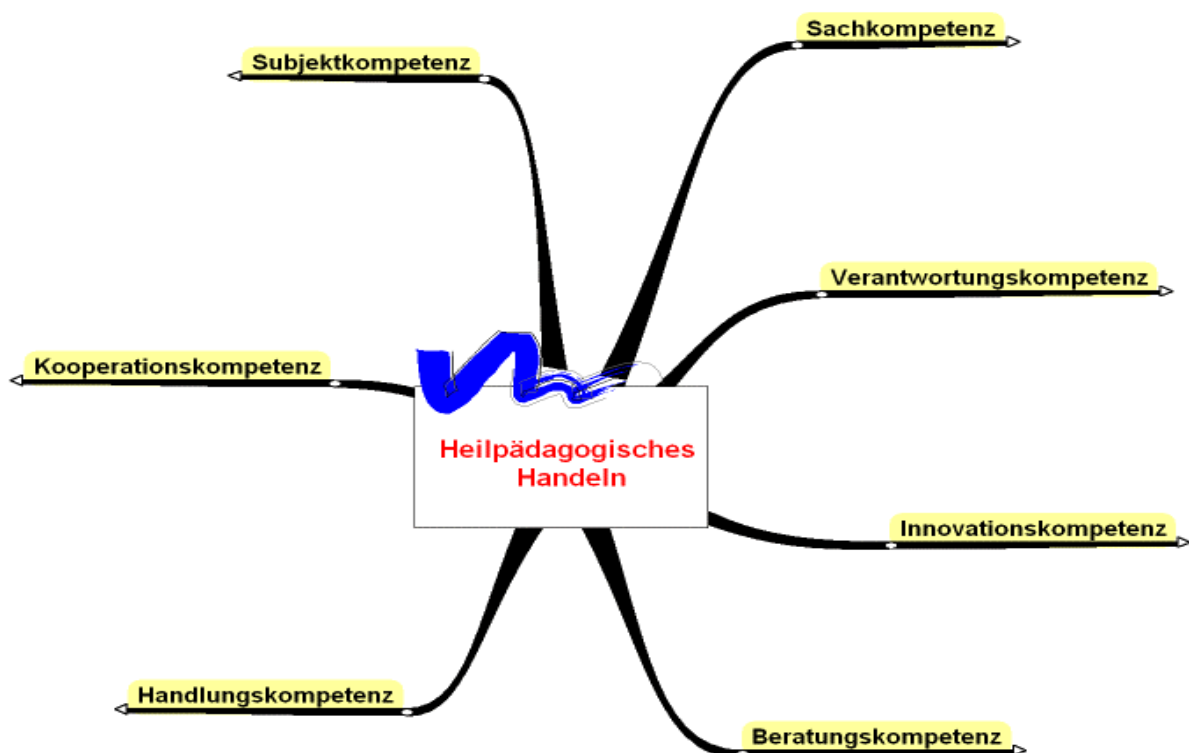 Sachkompetenz
Subjektkompetenz
Verantwortungskompetenz
Kooperationskompetenz
Heilpädagogisches
Handeln
Innovationskompetenz
Handlungskompetenz
Beratungskompetenz